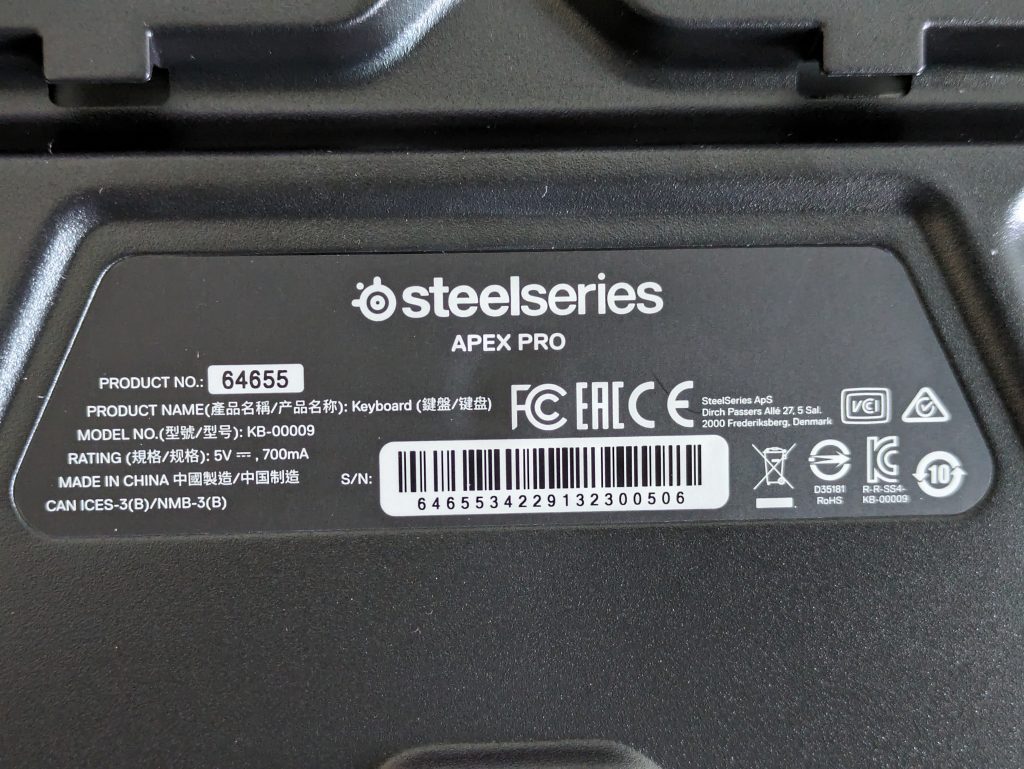 steelseries
APEX PRO
PRODUCT NO.: 64655
PRODUCT NAME(產品名稱/产品名称): Keyboard (鍵盤/键盘)
MODEL NO.(型號/型号): KB-00009
RATING (規格/规格): 5V ⎓, 700mA
MADE IN CHINA 中國製造/中国制造
CAN ICES-3(B)/NMB-3(B)
S/N:
6465534229132300506
FC EAC CE
SteelSeries ApS
Dirch Passers Allé 27, 5 Sal.
2000 Frederiksberg, Denmark
VCI
D35181
RoHS
R-R-SS4-
KB-00009
10